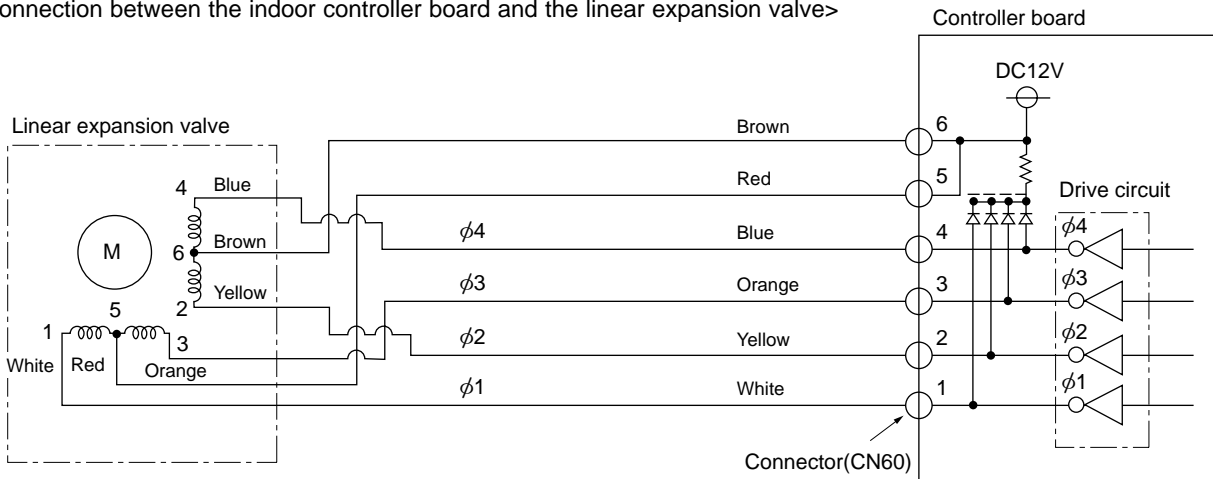 onnection between the indoor controller board and the linear expansion valve>
Controller board
DC12V
Linear expansion valve
Brown
6
Red
5
Drive circuit
4
Blue
ϕ4
Blue
4
ϕ4
M
6
Brown
ϕ3
Orange
3
ϕ3
Yellow
2
5
ϕ2
Yellow
2
ϕ2
1
3
White
Red
Orange
ϕ1
White
1
ϕ1
Connector(CN60)